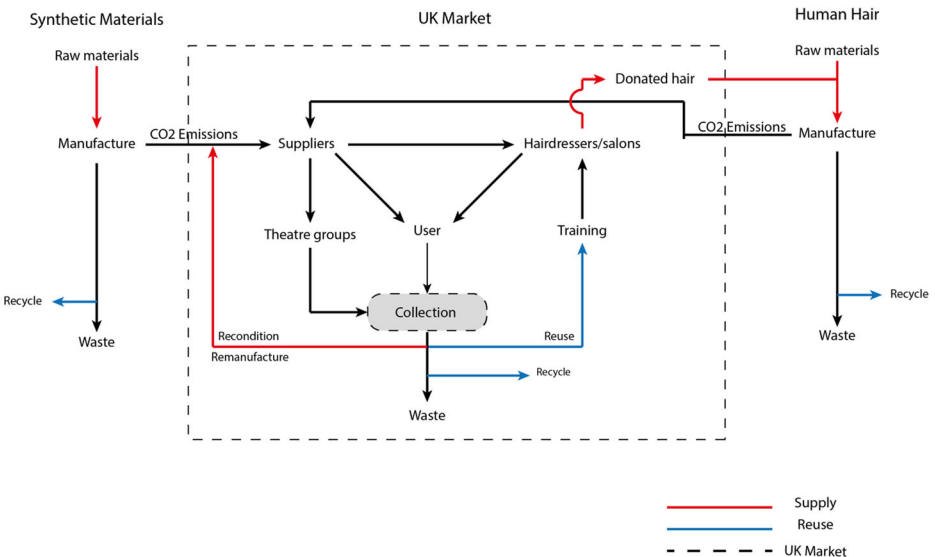 Synthetic Materials
UK Market
Human Hair
Raw materials
Raw materials
Donated hair
CO2 Emissions
CO2 Emissions
Manufacture
Suppliers
Hairdressers/salons
Manufacture
Theatre groups
User
Training
Recycle
Collection
Recycle
Recondition
Reuse
Waste
Remanufacture
Waste
Recycle
Waste
Supply
Reuse
UK Market